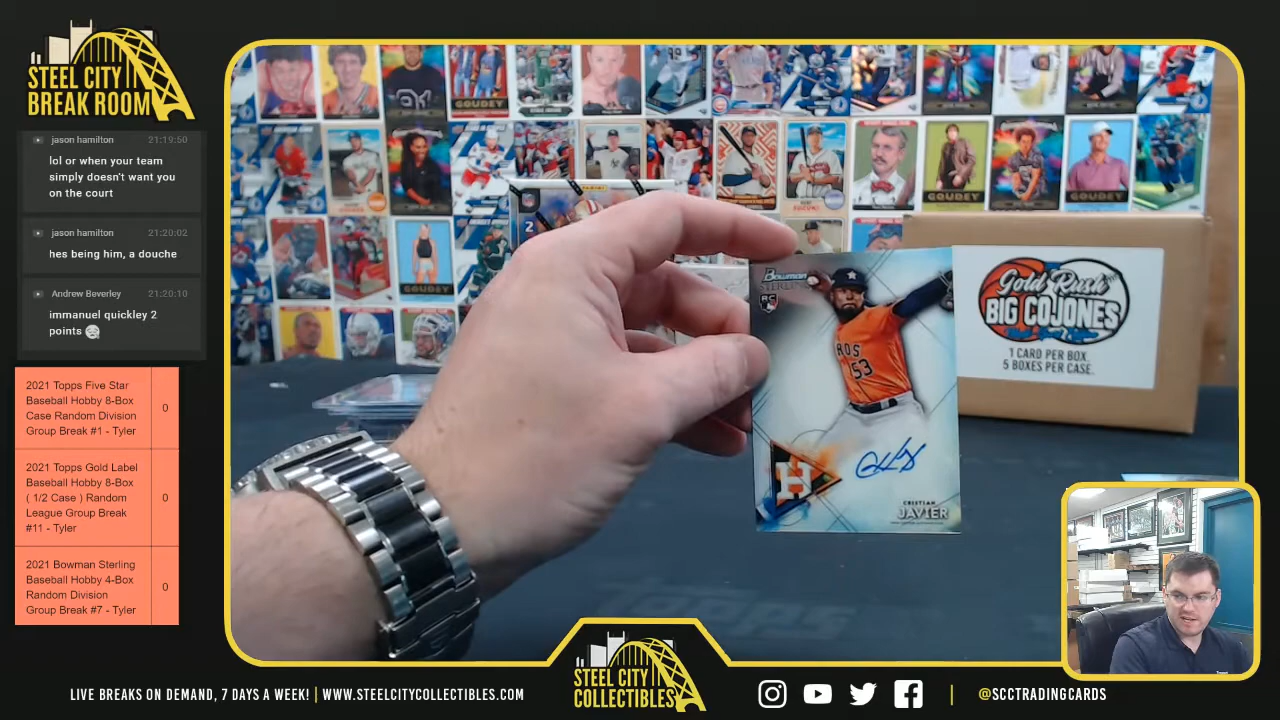 STEEL CITY
BREAK ROOM
jason hamilton 21:19:50
lol or when your team
simply doesn't want you
on the court
jason hamilton 21:20:02
hes being him, a douche
Andrew Beverley 21:20:10
immanuel quickley 2
points
2021 Topps Five Star
Baseball Hobby 8-Box
Case Random Division
Group Break #1 - Tyler
0
2021 Topps Gold Label
Baseball Hobby 8-Box
( 1/2 Case ) Random
League Group Break
#11 - Tyler
0
2021 Bowman Sterling
Baseball Hobby 4-Box
Random Division
Group Break #7 - Tyler
0
GOUDEY
GOUDEY
GOUDEY
GOUDEY
NFL
2
Bowman
STERLING
RC
ROS
53
H
CRISTIAN
JAVIER
Gold Rush
BIG COJONES
1 CARD PER BOX.
5 BOXES PER CASE.
LIVE BREAKS ON DEMAND, 7 DAYS A WEEK! | WWW.STEELCITYCOLLECTIBLES.COM
STEEL CITY
COLLECTIBLES
| @SCCTRADINGCARDS